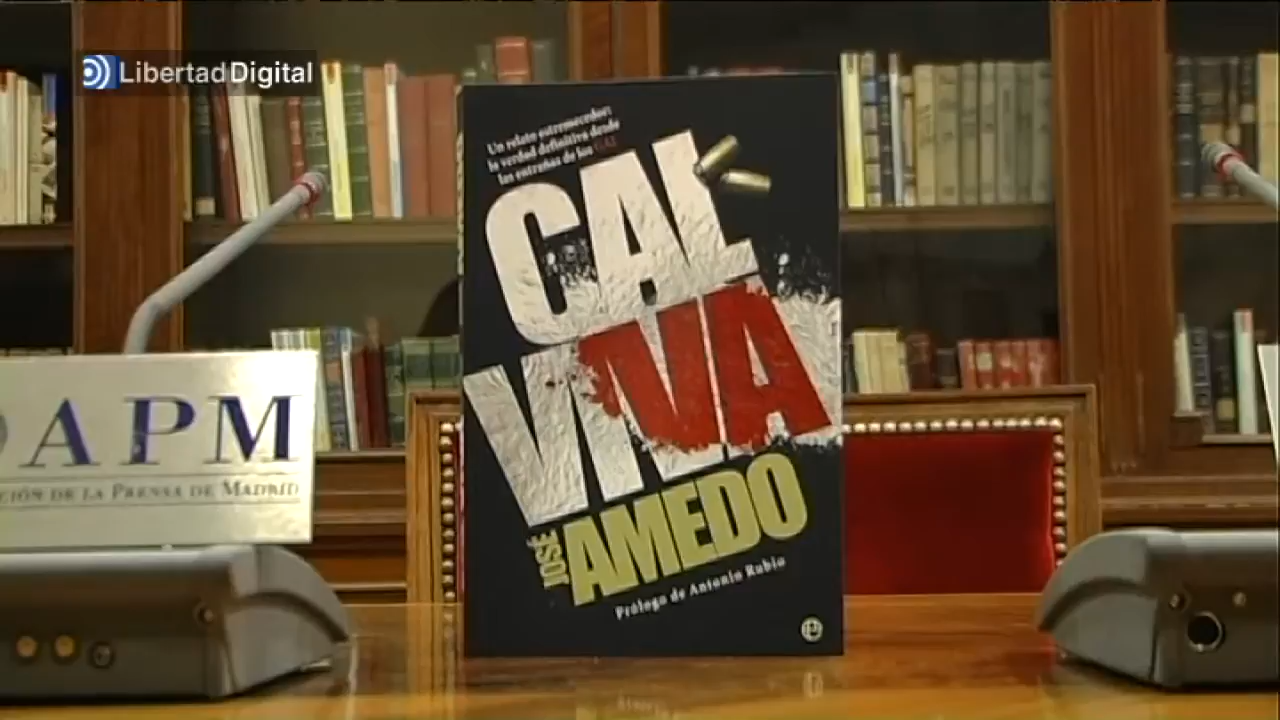 LibertadDigital
Un relato estremecedor:
la verdad definitiva desde
las entrañas de los GAL
CAL
VIVA
JOSÉ
AMEDO
Prólogo de Antonio Rubio
APM
CIÓN DE LA PRENSA DE MADRID